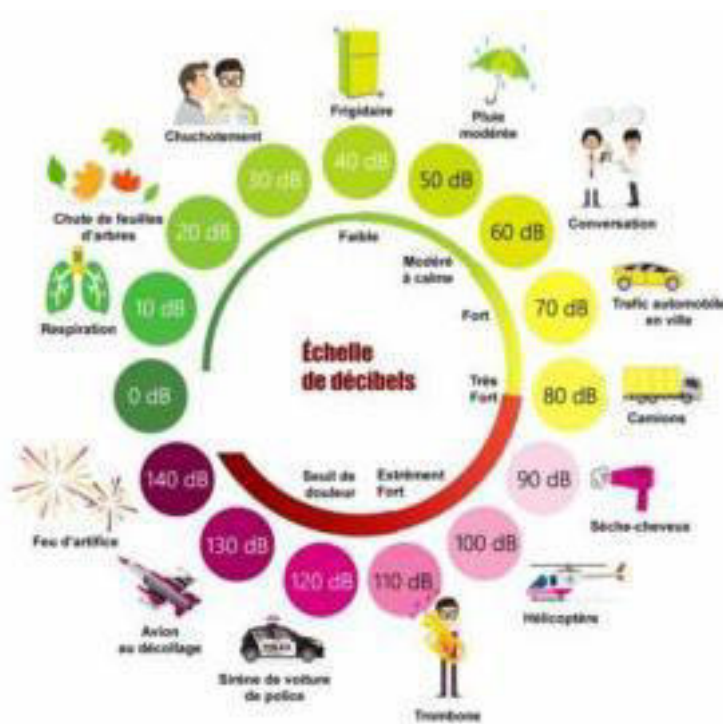 Échelle
de décibels
0 dB
10 dB
Respiration
20 dB
Chute de feuilles
d'arbres
30 dB
Chuchotement
40 dB
Frigidaire
50 dB
Pluie
modérée
60 dB
Conversation
70 dB
Trafic automobile
en ville
80 dB
Camions
90 dB
Sèche-cheveux
100 dB
Hélicoptère
110 dB
Trombone
120 dB
Sirène de voiture
de police
130 dB
Avion
au décollage
140 dB
Feu d'artifice
Faible
Modéré
à calme
Fort
Très
Fort
Extrèment
Fort
Seuil de
douleur